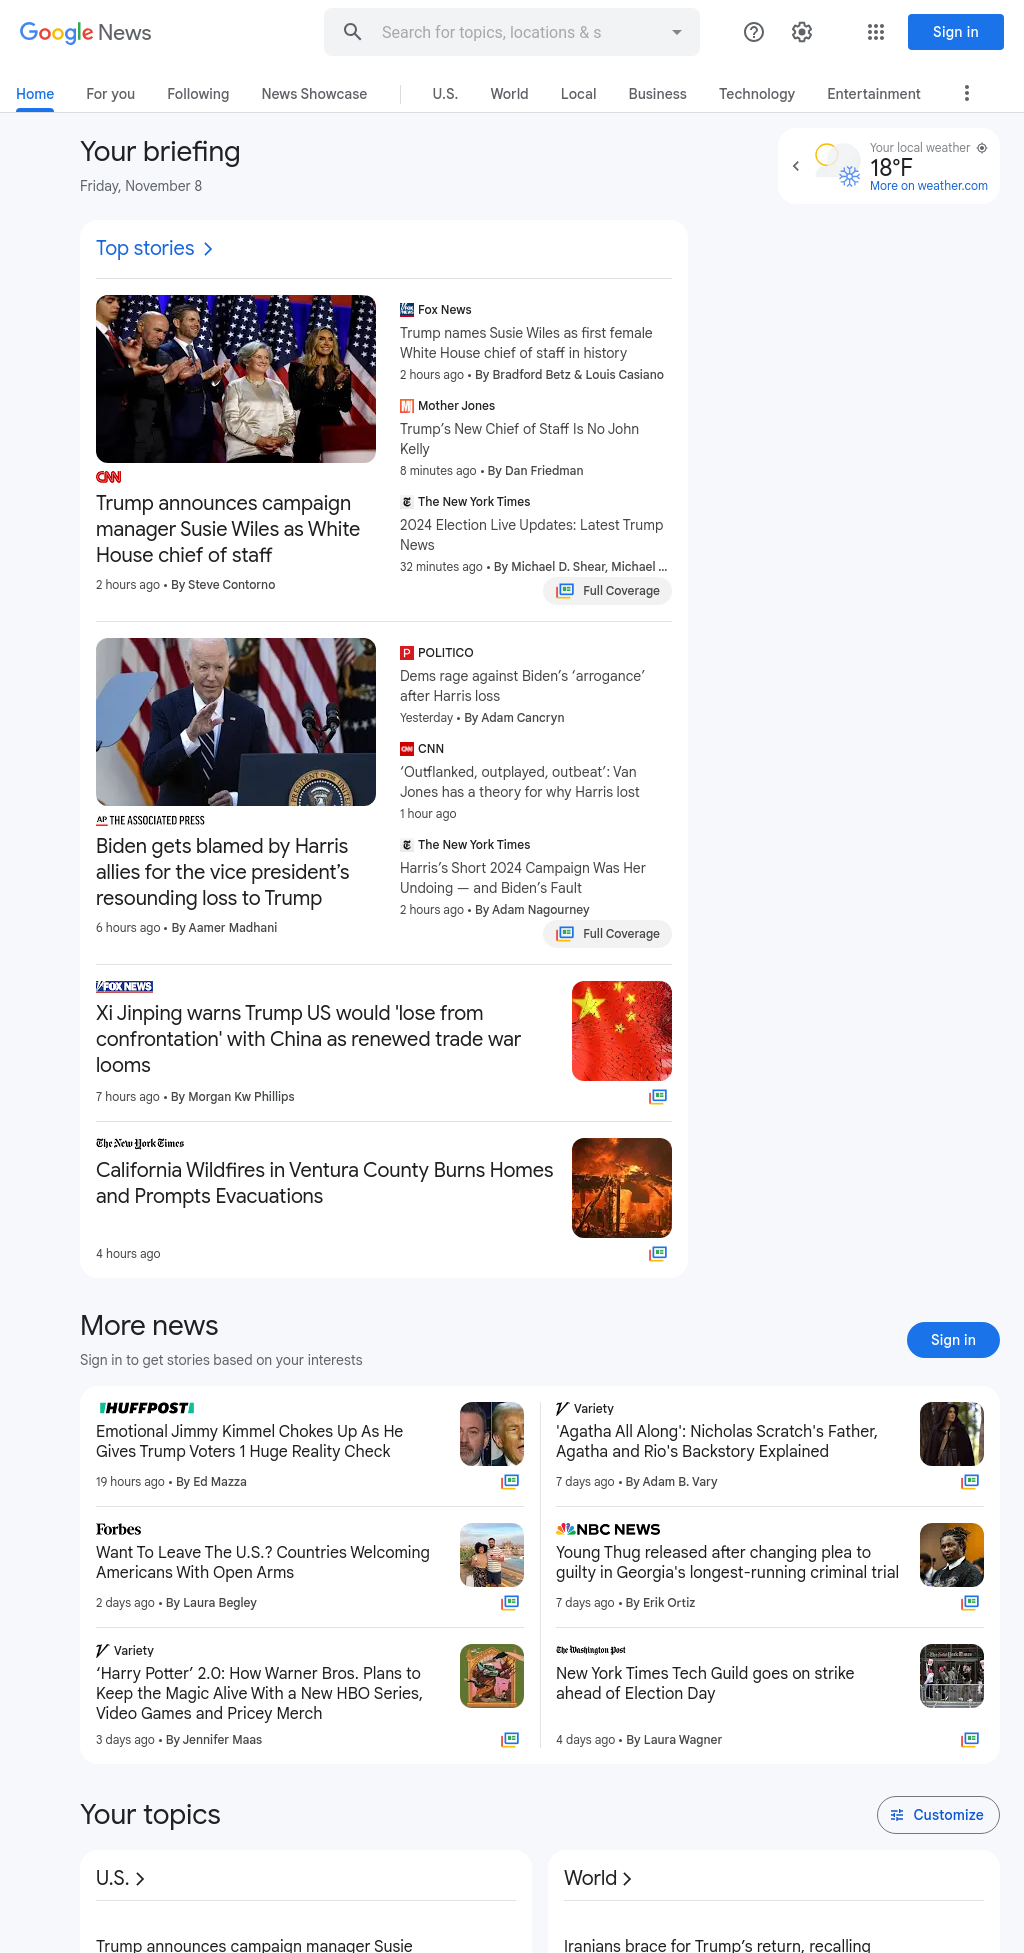 Google News
Search for topics, locations & s
Sign in
Home
For you
Following
News Showcase
U.S.
World
Local
Business
Technology
Entertainment
Your briefing
Friday, November 8
Your local weather
18°F
More on weather.com
Top stories
CNN
Trump announces campaign
manager Susie Wiles as White
House chief of staff
2 hours ago • By Steve Contorno
Fox News
Trump names Susie Wiles as first female
White House chief of staff in history
2 hours ago • By Bradford Betz & Louis Casiano
Mother Jones
Trump’s New Chief of Staff Is No John
Kelly
8 minutes ago • By Dan Friedman
The New York Times
2024 Election Live Updates: Latest Trump
News
32 minutes ago • By Michael D. Shear, Michael ...
Full Coverage
AP THE ASSOCIATED PRESS
Biden gets blamed by Harris
allies for the vice president’s
resounding loss to Trump
6 hours ago • By Aamer Madhani
POLITICO
Dems rage against Biden’s ‘arrogance’
after Harris loss
Yesterday • By Adam Cancryn
CNN
‘Outflanked, outplayed, outbeat’: Van
Jones has a theory for why Harris lost
1 hour ago
The New York Times
Harris’s Short 2024 Campaign Was Her
Undoing — and Biden’s Fault
2 hours ago • By Adam Nagourney
Full Coverage
FOX NEWS
Xi Jinping warns Trump US would 'lose from
confrontation' with China as renewed trade war
looms
7 hours ago • By Morgan Kw Phillips
The New York Times
California Wildfires in Ventura County Burns Homes
and Prompts Evacuations
4 hours ago
More news
Sign in to get stories based on your interests
Sign in
HUFFPOST
Emotional Jimmy Kimmel Chokes Up As He
Gives Trump Voters 1 Huge Reality Check
19 hours ago • By Ed Mazza
Variety
'Agatha All Along': Nicholas Scratch's Father,
Agatha and Rio's Backstory Explained
7 days ago • By Adam B. Vary
Forbes
Want To Leave The U.S.? Countries Welcoming
Americans With Open Arms
2 days ago • By Laura Begley
NBC NEWS
Young Thug released after changing plea to
guilty in Georgia's longest-running criminal trial
7 days ago • By Erik Ortiz
Variety
‘Harry Potter’ 2.0: How Warner Bros. Plans to
Keep the Magic Alive With a New HBO Series,
Video Games and Pricey Merch
3 days ago • By Jennifer Maas
The Washington Post
New York Times Tech Guild goes on strike
ahead of Election Day
4 days ago • By Laura Wagner
Your topics
Customize
U.S.
Trump announces campaign manager Susie
World
Iranians brace for Trump’s return, recalling